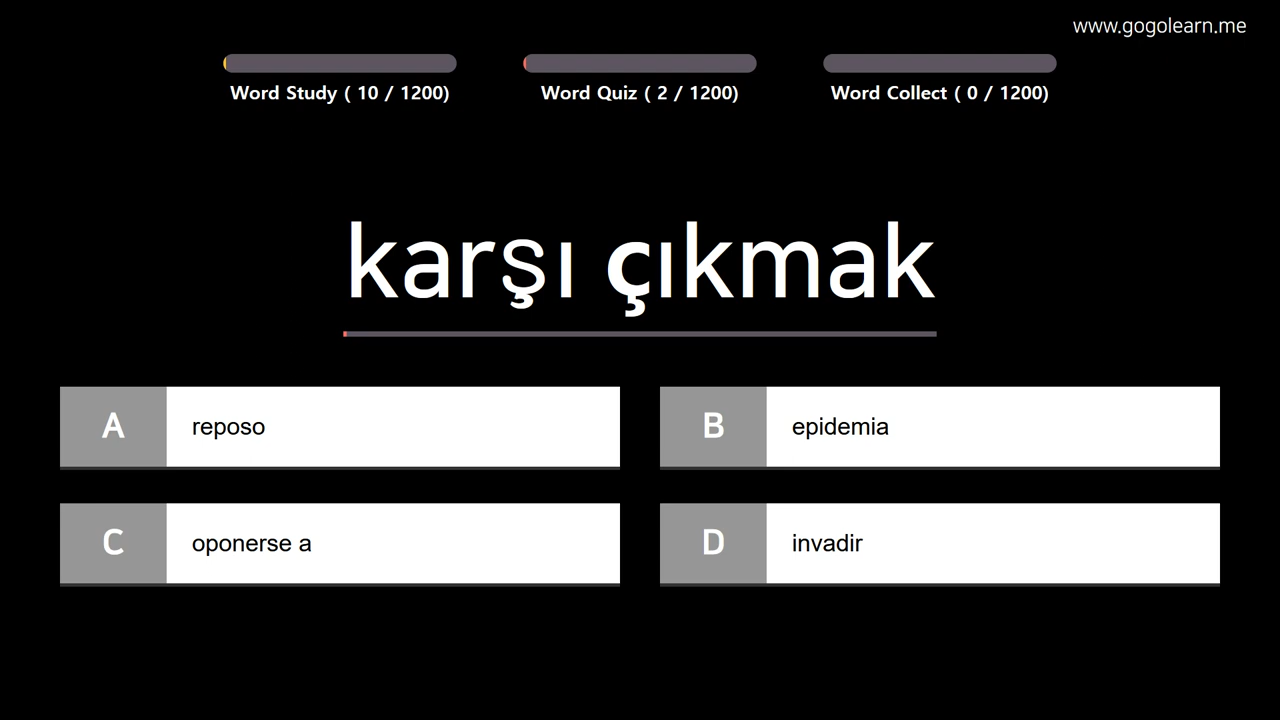 www.gogolearn.me
Word Study ( 10 / 1200)
Word Quiz ( 2 / 1200)
Word Collect ( 0 / 1200)
karşı çıkmak
A reposo
B epidemia
C oponerse a
D invadir